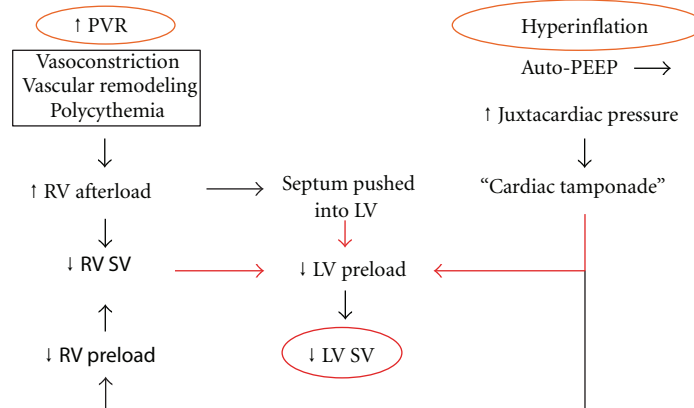 ↑ PVR
Vasoconstriction
Vascular remodeling
Polycythemia
↑ RV afterload
↓ RV SV
↓ RV preload
Septum pushed
into LV
↓ LV preload
↓ LV SV
Hyperinflation
Auto-PEEP
↑ Juxtacardiac pressure
“Cardiac tamponade”